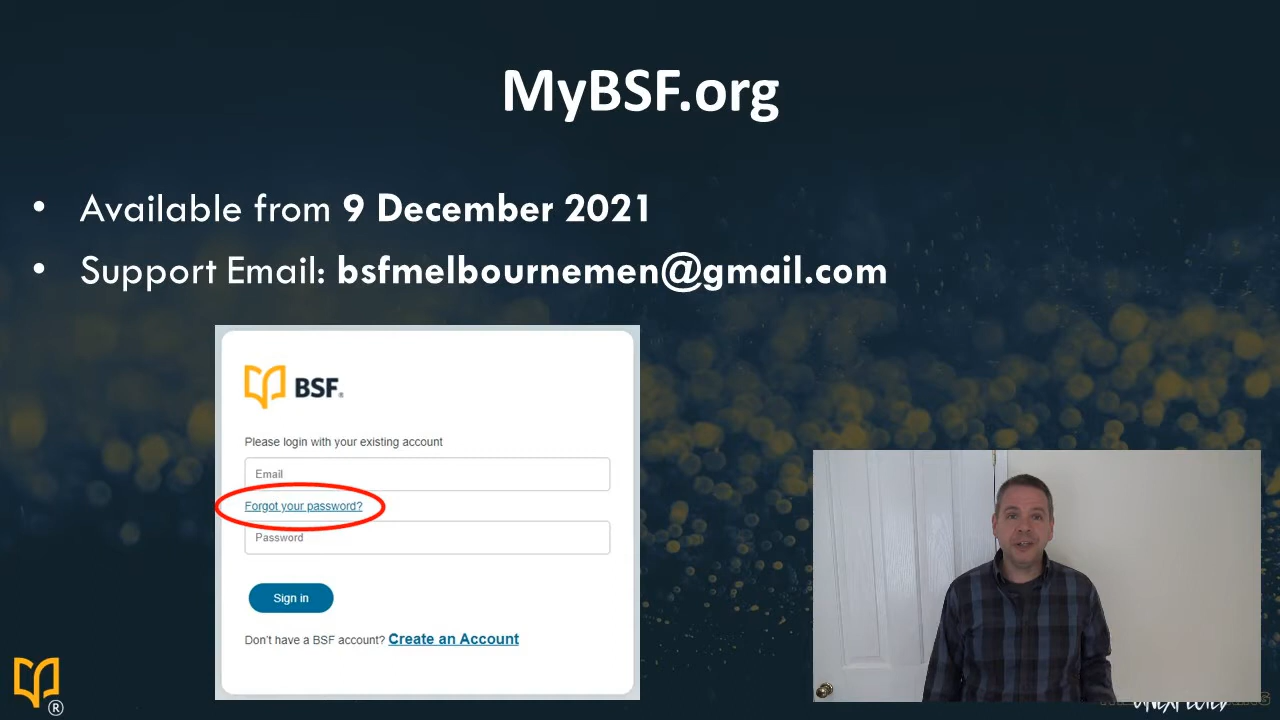 MyBSF.org
• Available from 9 December 2021
• Support Email: bsfmelbournemen@gmail.com
BSF®
Please login with your existing account
Email
Forgot your password?
Password
Sign in
Don't have a BSF account? Create an Account
®